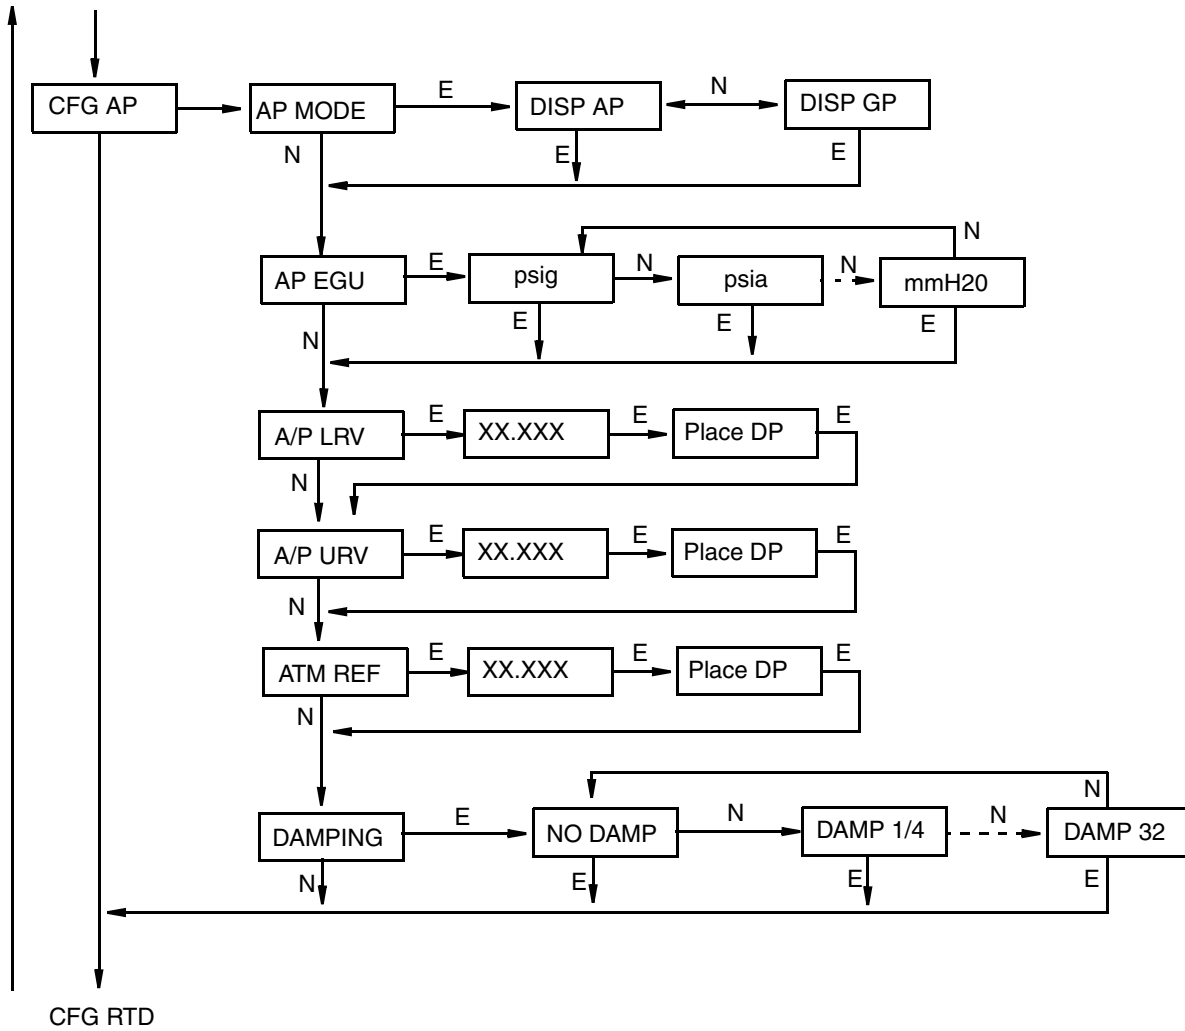 CFG AP
AP MODE
E
DISP AP
N
DISP GP
N
E
E
AP EGU
E
psig
N
psia
N
mmH20
N
N
E
E
E
A/P LRV
E
XX.XXX
E
Place DP
E
N
A/P URV
E
XX.XXX
E
Place DP
E
N
ATM REF
E
XX.XXX
E
Place DP
E
N
DAMPING
E
NO DAMP
N
DAMP 1/4
N
DAMP 32
N
N
E
E
E
CFG RTD